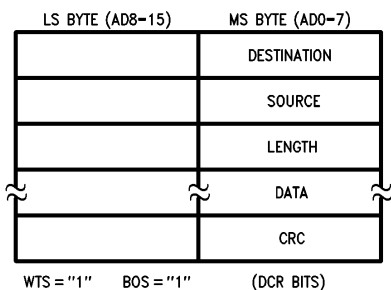 LS BYTE (AD8-15) MS BYTE (AD0-7)
DESTINATION
SOURCE
LENGTH
DATA
CRC
WTS = "1" BOS = "1" (DCR BITS)